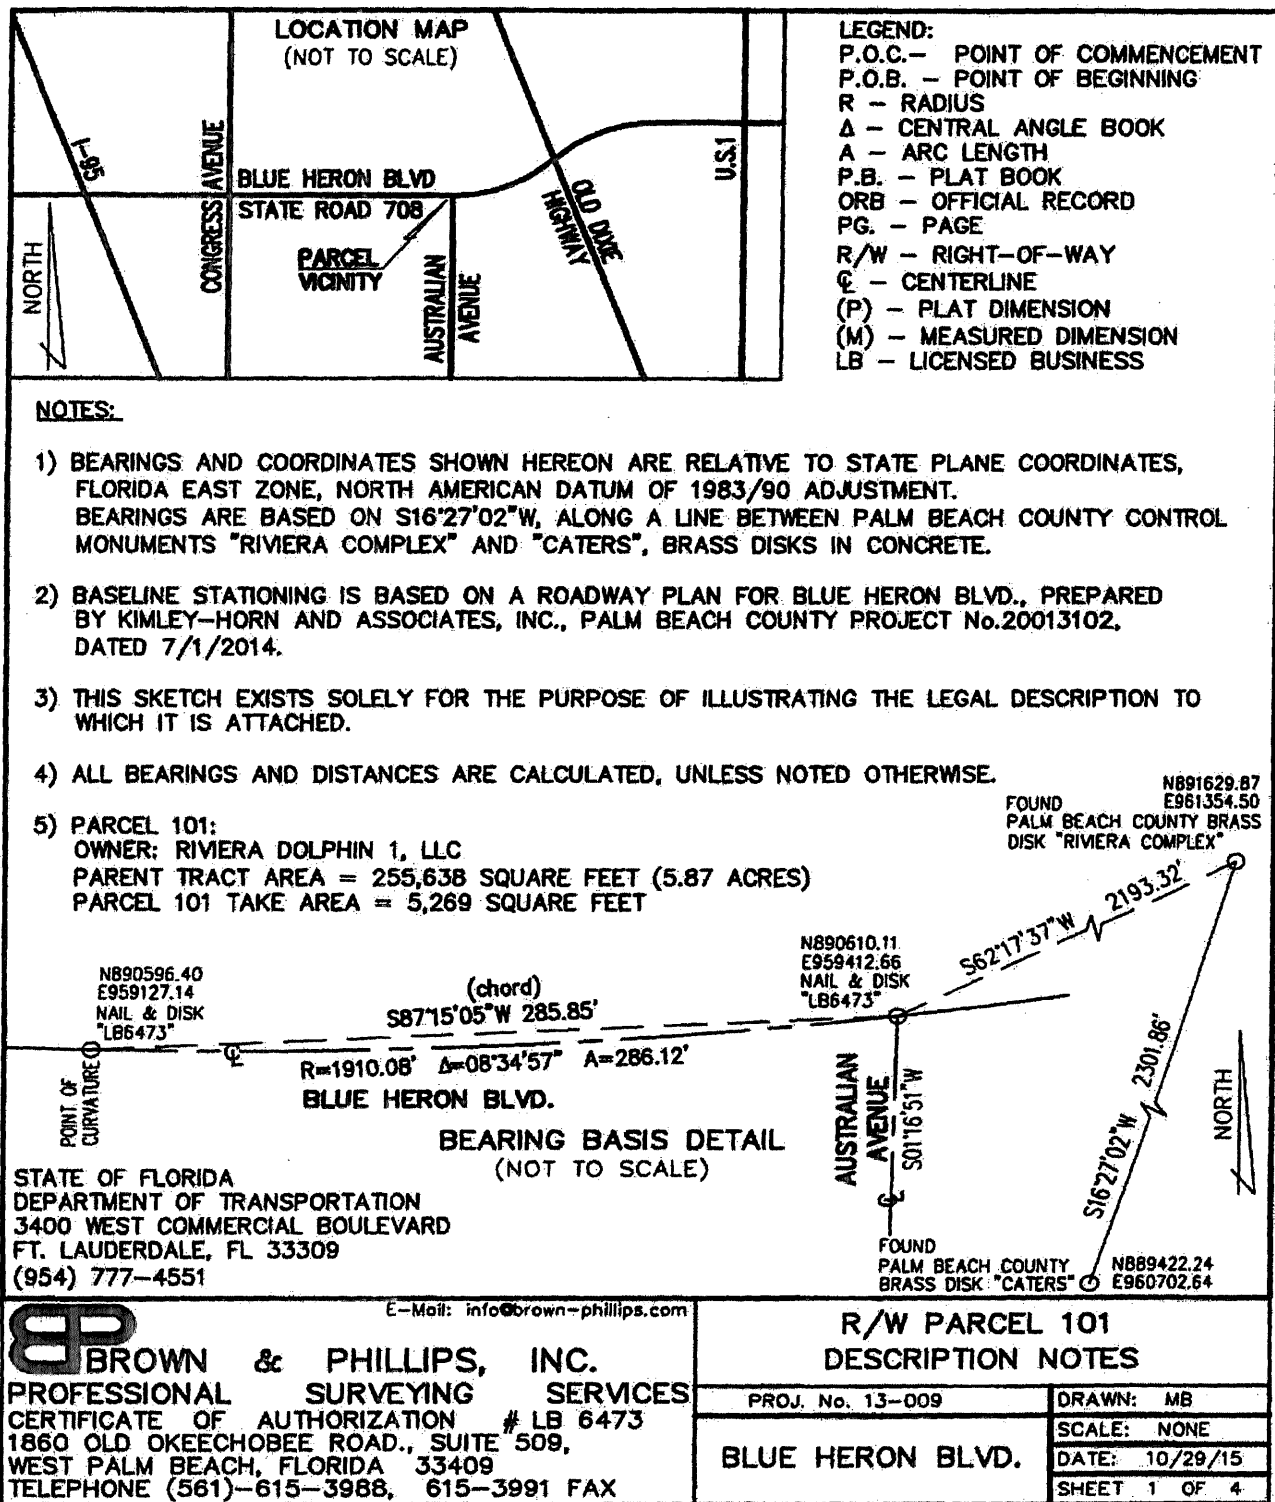 LOCATION MAP
(NOT TO SCALE)
I-95
CONGRESS AVENUE
BLUE HERON BLVD
STATE ROAD 708
PARCEL
VICINITY
AUSTRALIAN
AVENUE
OLD DIXIE
HIGHWAY
U.S.1
NORTH
LEGEND:
P.O.C.- POINT OF COMMENCEMENT
P.O.B. - POINT OF BEGINNING
R - RADIUS
Δ - CENTRAL ANGLE BOOK
A - ARC LENGTH
P.B. - PLAT BOOK
ORB - OFFICIAL RECORD
PG. - PAGE
R/W - RIGHT-OF-WAY
℄ - CENTERLINE
(P) - PLAT DIMENSION
(M) - MEASURED DIMENSION
LB - LICENSED BUSINESS
NOTES:
1) BEARINGS AND COORDINATES SHOWN HEREON ARE RELATIVE TO STATE PLANE COORDINATES,
FLORIDA EAST ZONE, NORTH AMERICAN DATUM OF 1983/90 ADJUSTMENT.
BEARINGS ARE BASED ON S16°27'02"W, ALONG A LINE BETWEEN PALM BEACH COUNTY CONTROL
MONUMENTS "RIVIERA COMPLEX" AND "CATERS", BRASS DISKS IN CONCRETE.
2) BASELINE STATIONING IS BASED ON A ROADWAY PLAN FOR BLUE HERON BLVD., PREPARED
BY KIMLEY-HORN AND ASSOCIATES, INC., PALM BEACH COUNTY PROJECT No.20013102,
DATED 7/1/2014.
3) THIS SKETCH EXISTS SOLELY FOR THE PURPOSE OF ILLUSTRATING THE LEGAL DESCRIPTION TO
WHICH IT IS ATTACHED.
4) ALL BEARINGS AND DISTANCES ARE CALCULATED, UNLESS NOTED OTHERWISE.
5) PARCEL 101:
OWNER: RIVIERA DOLPHIN 1, LLC
PARENT TRACT AREA = 255,638 SQUARE FEET (5.87 ACRES)
PARCEL 101 TAKE AREA = 5,269 SQUARE FEET
N891629.87
E961354.50
FOUND
PALM BEACH COUNTY BRASS
DISK "RIVIERA COMPLEX"
S62°17'37"W 2193.32'
N890610.11
E959412.66
NAIL & DISK
"LB6473"
N890596.40
E959127.14
NAIL & DISK
"LB6473"
(chord)
S87°15'05"W 285.85'
℄
R=1910.08' Δ=08°34'57" A=286.12'
BLUE HERON BLVD.
POINT OF
CURVATURE
BEARING BASIS DETAIL
(NOT TO SCALE)
AUSTRALIAN
AVENUE
S01°16'51"W
℄
S16°27'02"W 2301.86'
NORTH
FOUND
PALM BEACH COUNTY
BRASS DISK "CATERS"
N889422.24
E960702.64
STATE OF FLORIDA
DEPARTMENT OF TRANSPORTATION
3400 WEST COMMERCIAL BOULEVARD
FT. LAUDERDALE, FL 33309
(954) 777-4551
E-Mail: info@brown-phillips.com
BP
BROWN & PHILLIPS, INC.
PROFESSIONAL SURVEYING SERVICES
CERTIFICATE OF AUTHORIZATION # LB 6473
1860 OLD OKEECHOBEE ROAD., SUITE 509,
WEST PALM BEACH, FLORIDA 33409
TELEPHONE (561)-615-3988, 615-3991 FAX
R/W PARCEL 101
DESCRIPTION NOTES
PROJ. No. 13-009
BLUE HERON BLVD.
DRAWN: MB
SCALE: NONE
DATE: 10/29/15
SHEET 1 OF 4